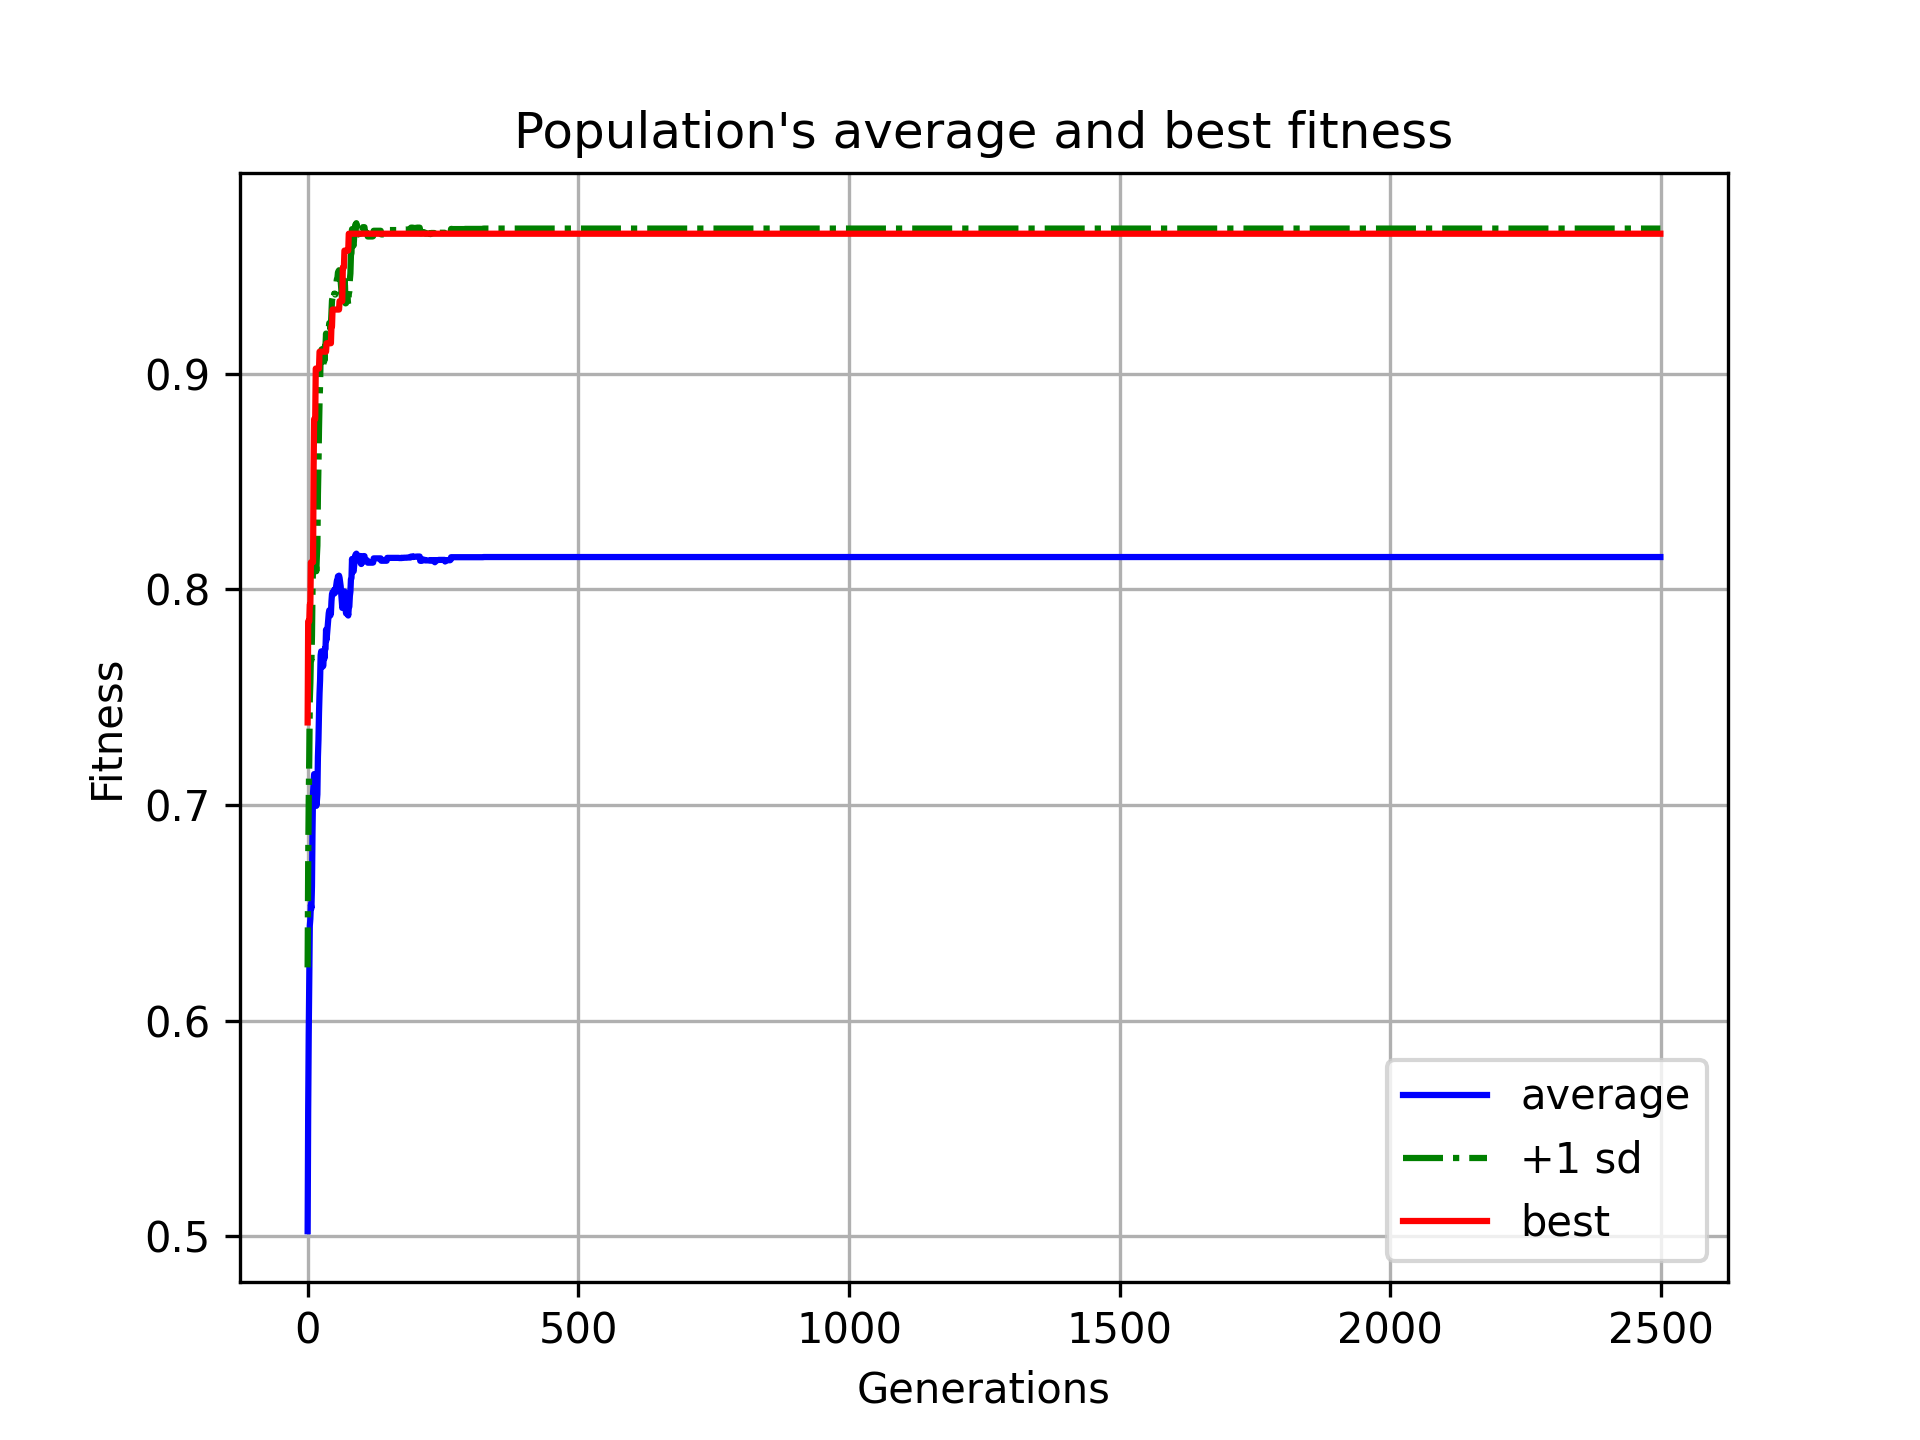 Population's average and best fitness
Fitness
0.9
0.8
0.7
0.6
0.5
average
+1 sd
best
0 500 1000 1500 2000 2500
Generations